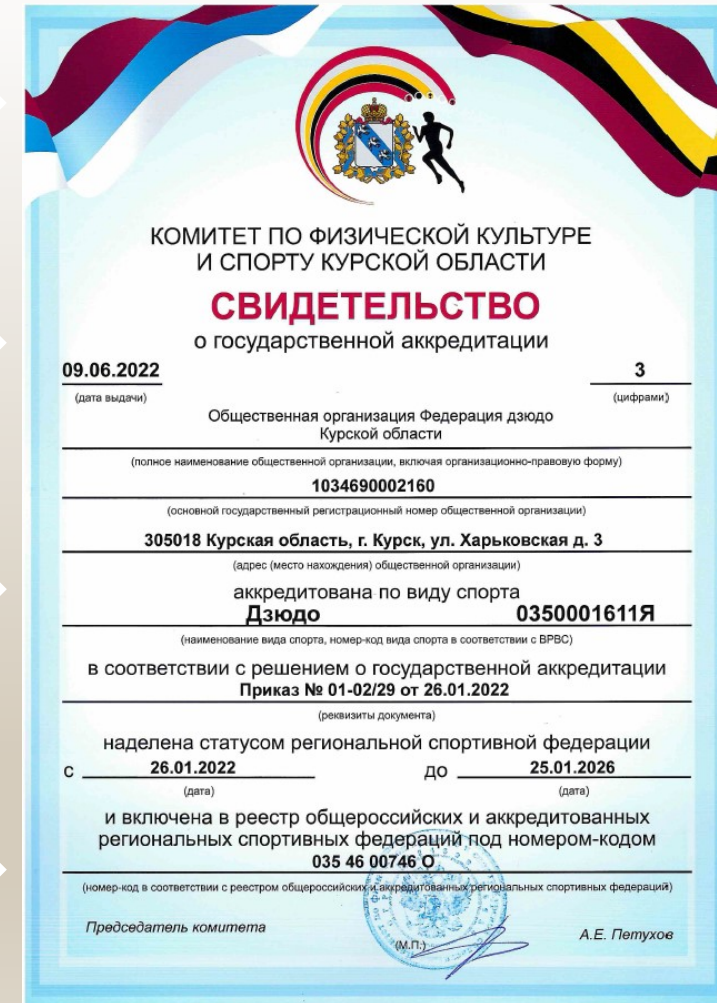 КОМИТЕТ ПО ФИЗИЧЕСКОЙ КУЛЬТУРЕ
И СПОРТУ КУРСКОЙ ОБЛАСТИ
СВИДЕТЕЛЬСТВО
о государственной аккредитации
09.06.2022 3
(дата выдачи) (цифрами)
Общественная организация Федерация дзюдо
Курской области
(полное наименование общественной организации, включая организационно-правовую форму)
1034690002160
(основной государственный регистрационный номер общественной организации)
305018 Курская область, г. Курск, ул. Харьковская д. 3
(адрес (место нахождения) общественной организации)
аккредитована по виду спорта
Дзюдо 0350001611Я
(наименование вида спорта, номер-код вида спорта в соответствии с ВРВС)
в соответствии с решением о государственной аккредитации
Приказ № 01-02/29 от 26.01.2022
(реквизиты документа)
наделена статусом региональной спортивной федерации
с 26.01.2022 до 25.01.2026
(дата) (дата)
и включена в реестр общероссийских и аккредитованных
региональных спортивных федераций под номером-кодом
035 46 00746 О
(номер-код в соответствии с реестром общероссийских и аккредитованных региональных спортивных федераций)
Председатель комитета (М.П.) А.Е. Петухов